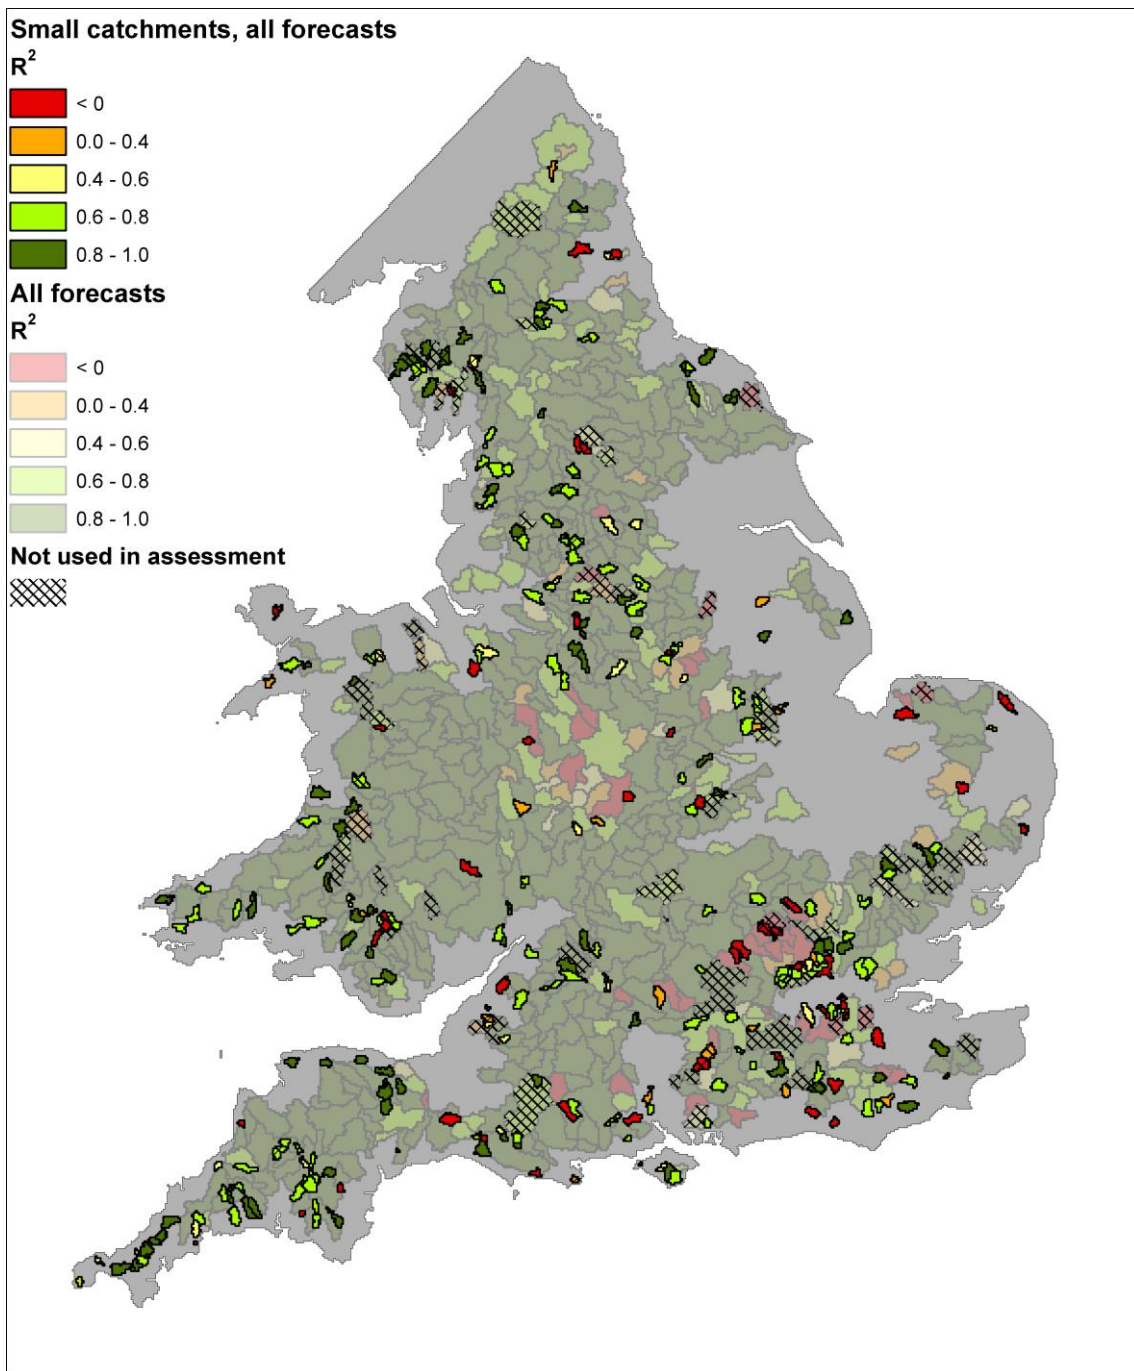 Small catchments, all forecasts
R²
< 0
0.0 - 0.4
0.4 - 0.6
0.6 - 0.8
0.8 - 1.0
All forecasts
R²
< 0
0.0 - 0.4
0.4 - 0.6
0.6 - 0.8
0.8 - 1.0
Not used in assessment